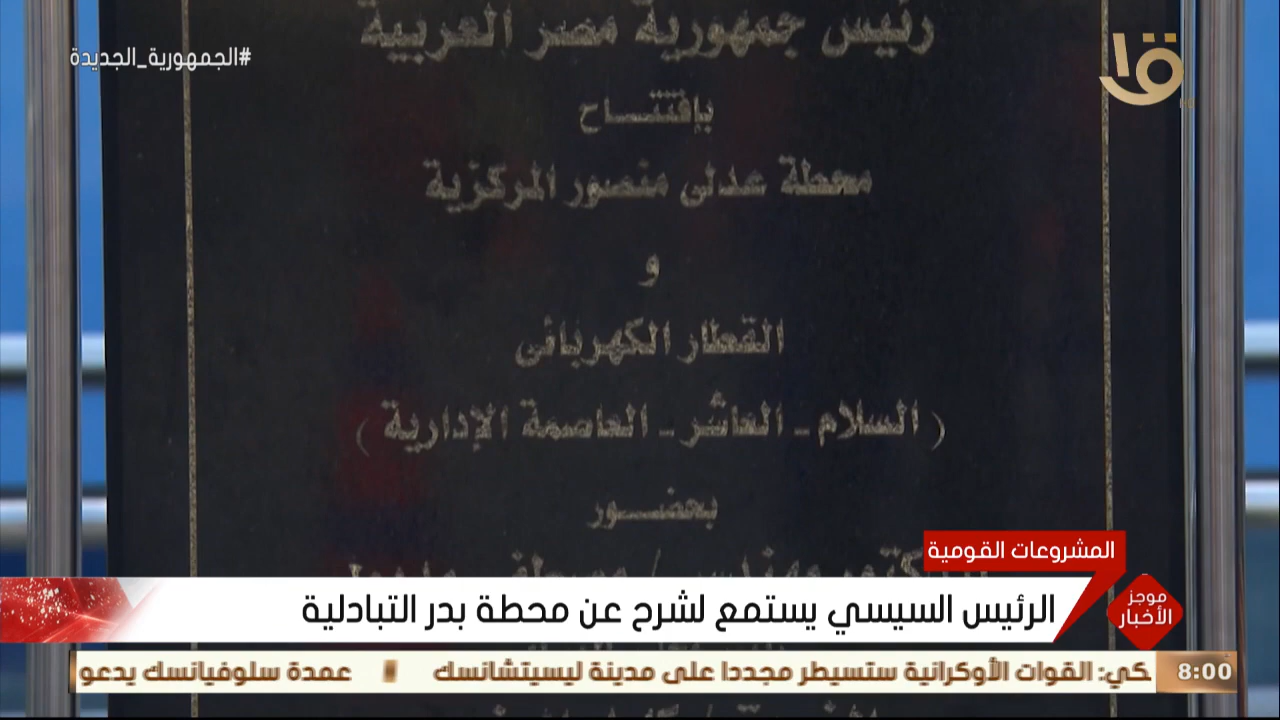 #الجمهورية_الجديدة
رئيس جمهورية مصر العربية
بإفتتـــاح
محطة عدلى منصور المركزية
و
القطار الكهربائى
( السلام - العاشر - العاصمة الإدارية )
بحضـــور
المشروعات القومية
موجز الأخبار
الرئيس السيسي يستمع لشرح عن محطة بدر التبادلية
8:00
كي: القوات الأوكرانية ستسيطر مجددا على مدينة ليسيتشانسك
عمدة سلوفيانسك يدعو